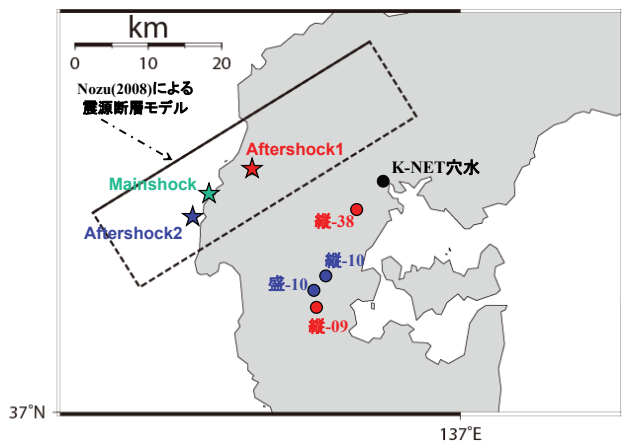 km
0 10 20
Nozu(2008)による
震源断層モデル
Aftershock1
K-NET穴水
Mainshock
縦-38
Aftershock2
縦-10
盛-10
縦-09
37°N
137°E